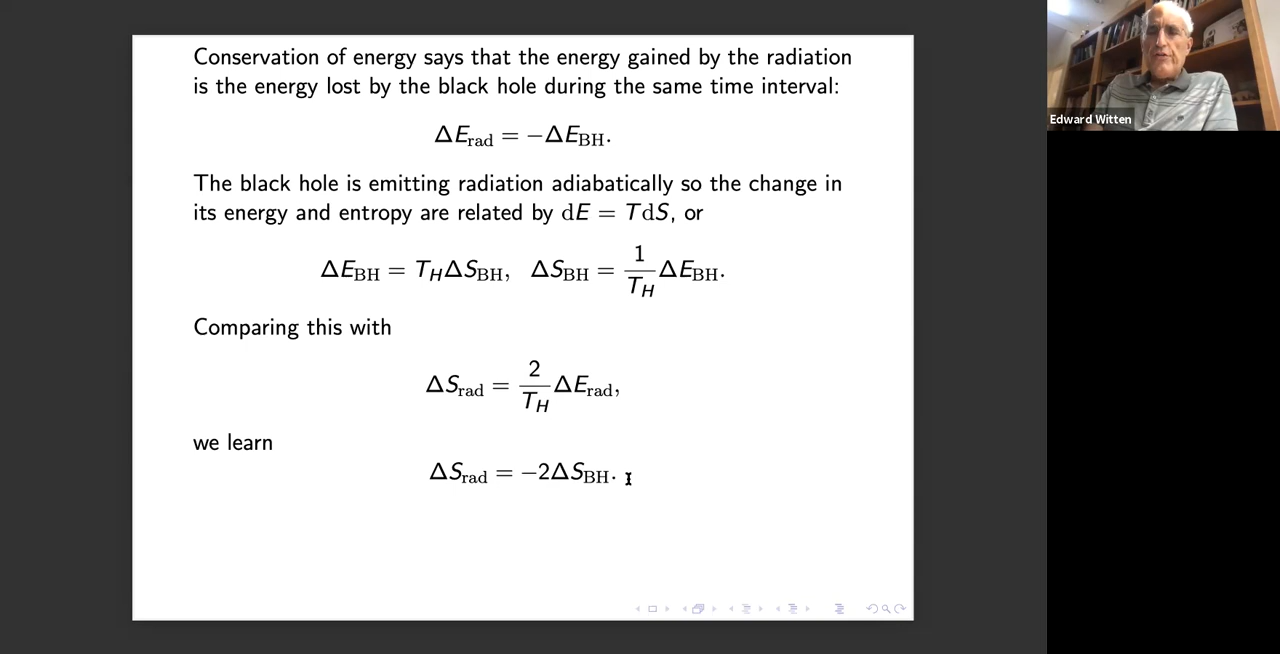 Conservation of energy says that the energy gained by the radiation
is the energy lost by the black hole during the same time interval:
ΔE_rad = −ΔE_BH.
The black hole is emitting radiation adiabatically so the change in
its energy and entropy are related by dE = TdS, or
ΔE_BH = T_HΔS_BH, ΔS_BH = 1/T_H ΔE_BH.
Comparing this with
ΔS_rad = 2/T_H ΔE_rad,
we learn
ΔS_rad = −2ΔS_BH.
Edward Witten